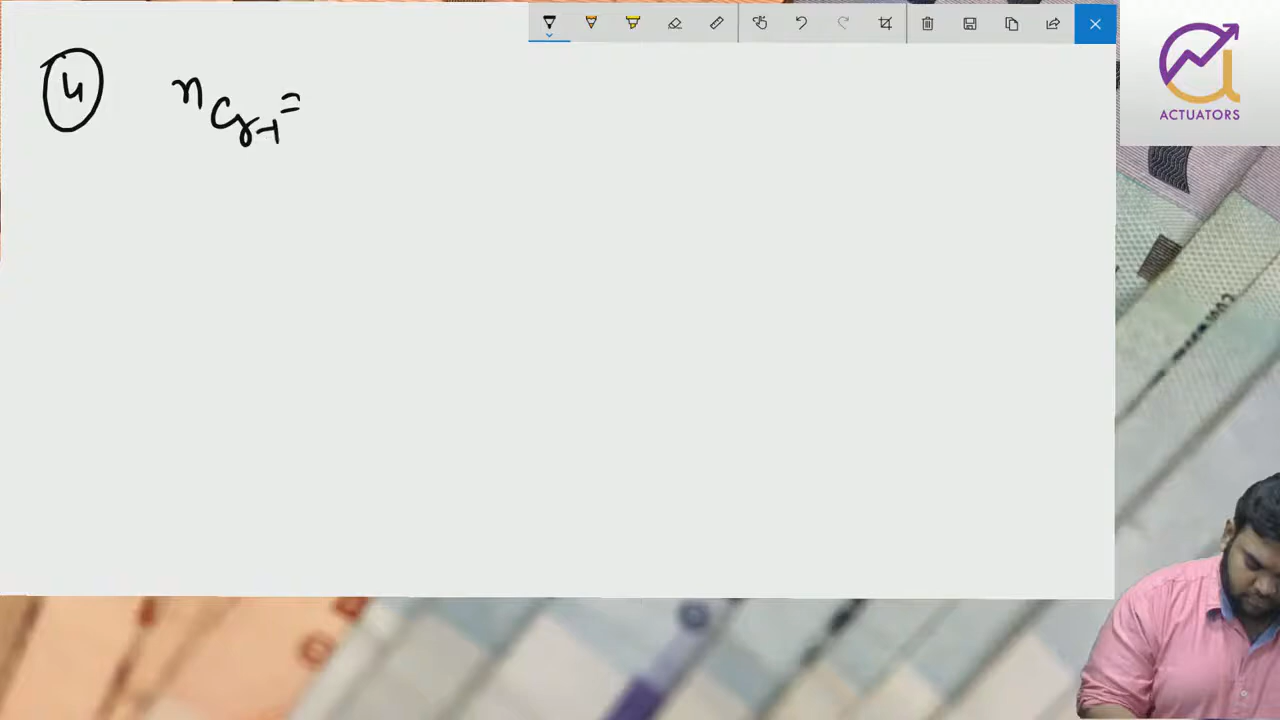 ④ ⁿCᵣ₋₁ =
ACTUATORS